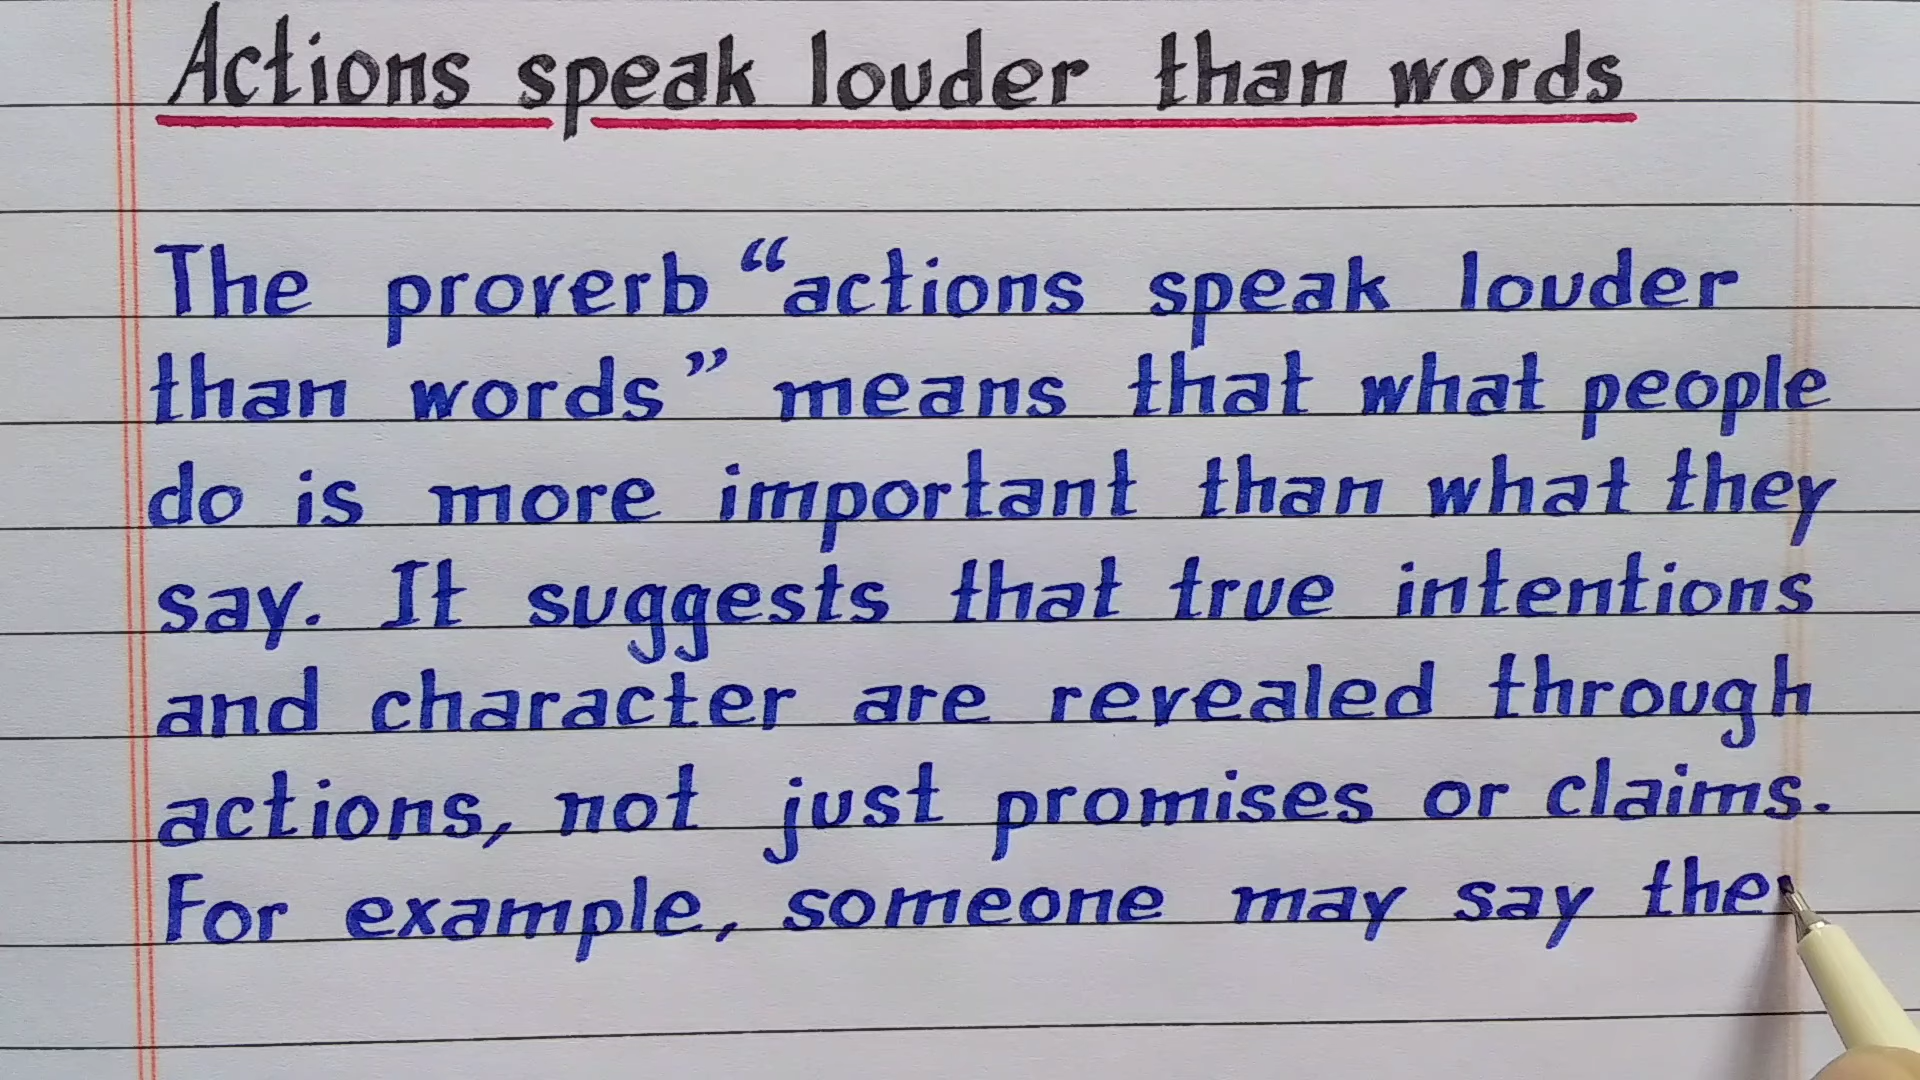 Actions speak louder than words
The proverb “actions speak louder
than words” means that what people
do is more important than what they
say. It suggests that true intentions
and character are revealed through
actions, not just promises or claims.
For example, someone may say